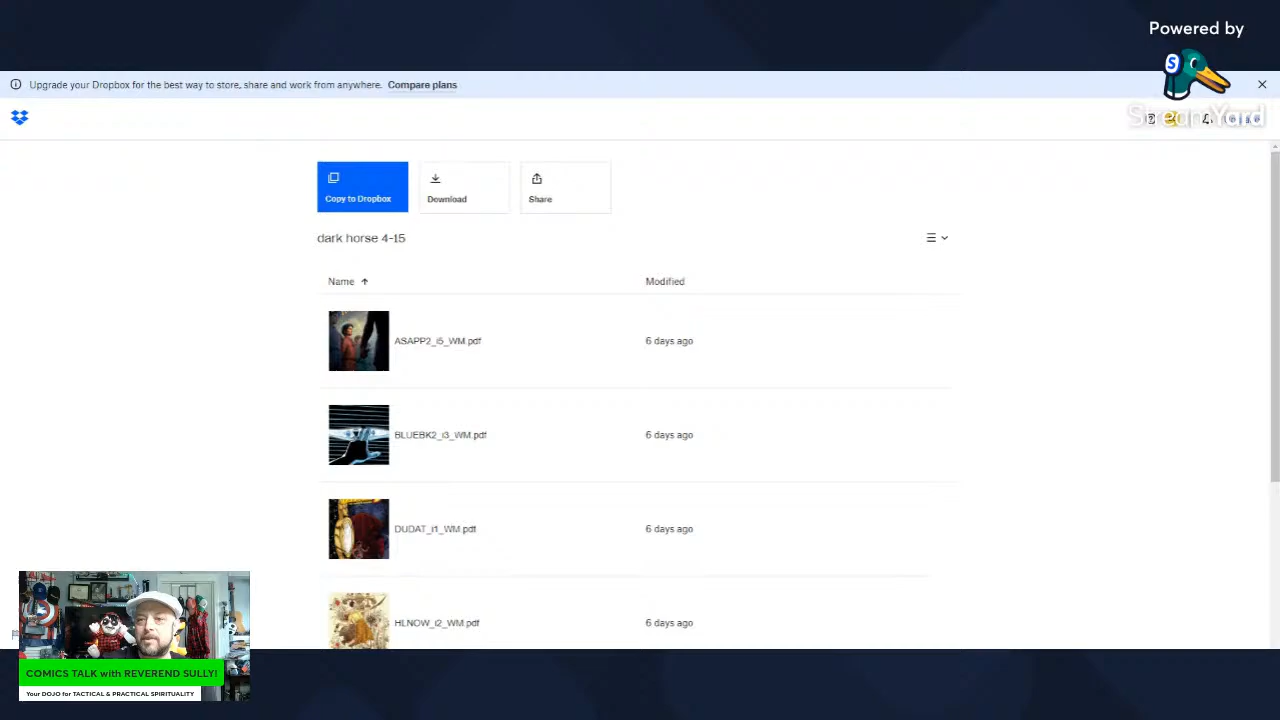 Powered by
StreamYard
Upgrade your Dropbox for the best way to store, share and work from anywhere. Compare plans
Copy to Dropbox
Download
Share
dark horse 4-15
Name
Modified
ASAPP2_i5_WM.pdf
6 days ago
BLUEBK2_i3_WM.pdf
6 days ago
DUDAT_i1_WM.pdf
6 days ago
HLNOW_i2_WM.pdf
6 days ago
COMICS TALK with REVEREND SULLY!
Your DOJO for TACTICAL & PRACTICAL SPIRITUALITY